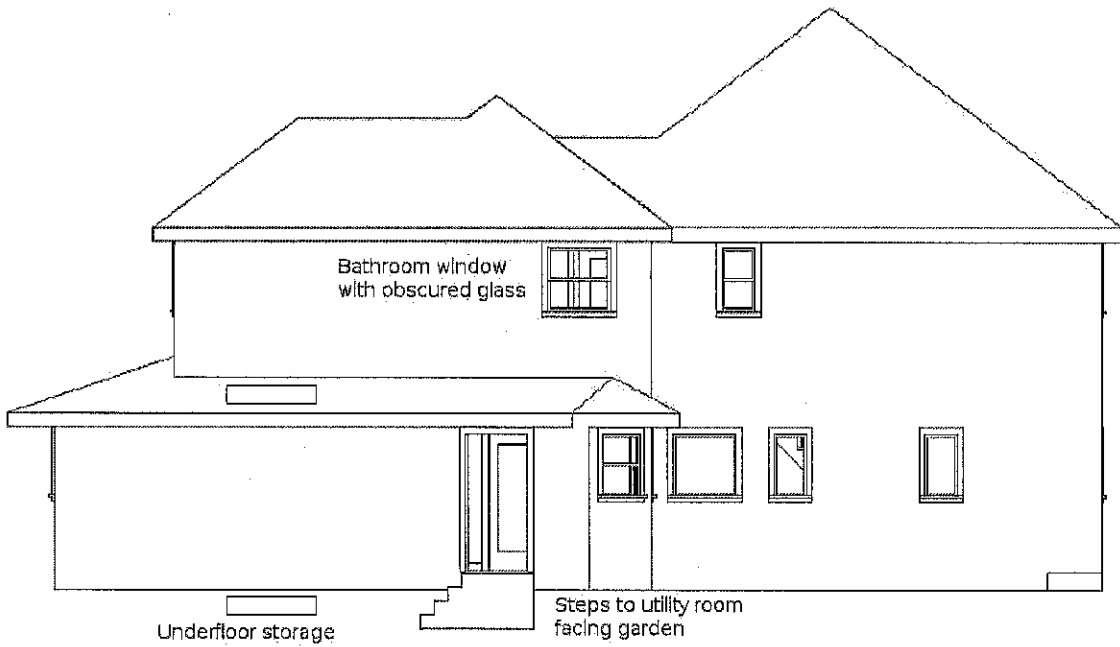 Bathroom window
with obscured glass
Steps to utility room
facing garden
Underfloor storage